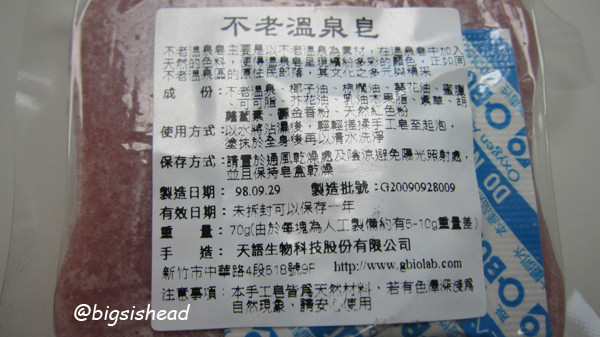 不老溫泉皂
不老溫泉皂主要是以不老溫泉為素材，在溫泉皂中加入
天然的色料，使得溫泉皂呈現繽紛多彩的顏色，正如同
不老溫泉區的原住民部落，其文化之多元與精采
成　份：不老溫泉、椰子油、橄欖油、葵花油、蜜蠟
、可可脂、芥花油、乳油木果脂、紫草、胡
蘿蔔素、鬱金香粉、天然紅色粉
使用方式：以水將沾濕後，輕輕搓揉手工皂至起泡，
塗抹於全身後再以清水洗淨
保存方式：請置於通風乾燥處及陰涼避免陽光照射處，
並且保持皂盒乾燥
製造日期：98.09.29 製造批號：G20090928009
有效日期：未拆封可以保存一年
重　量：70g(由於每塊為人工製備約有5-10g重量差)
手　造：天語生物科技股份有限公司
新竹市中華路4段518號9F http://www.gbiolab.com
注意事項：本手工皂皆為天然材料，若有色澤深淺為
自然現象，請安心使用
O-BU
Oxygen
DO N
@bigsishead